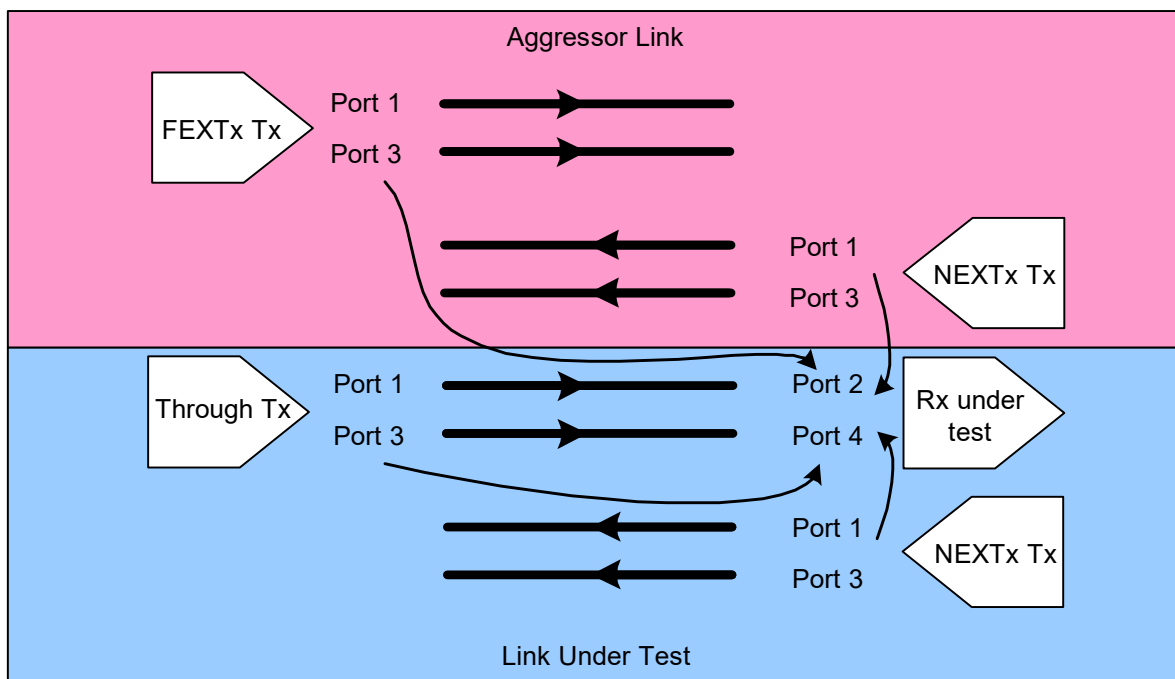 Aggressor Link
FEXTx Tx
Port 1
Port 3
Port 1
Port 3
NEXTx Tx
Through Tx
Port 1
Port 3
Port 2
Port 4
Rx under
test
Port 1
Port 3
NEXTx Tx
Link Under Test